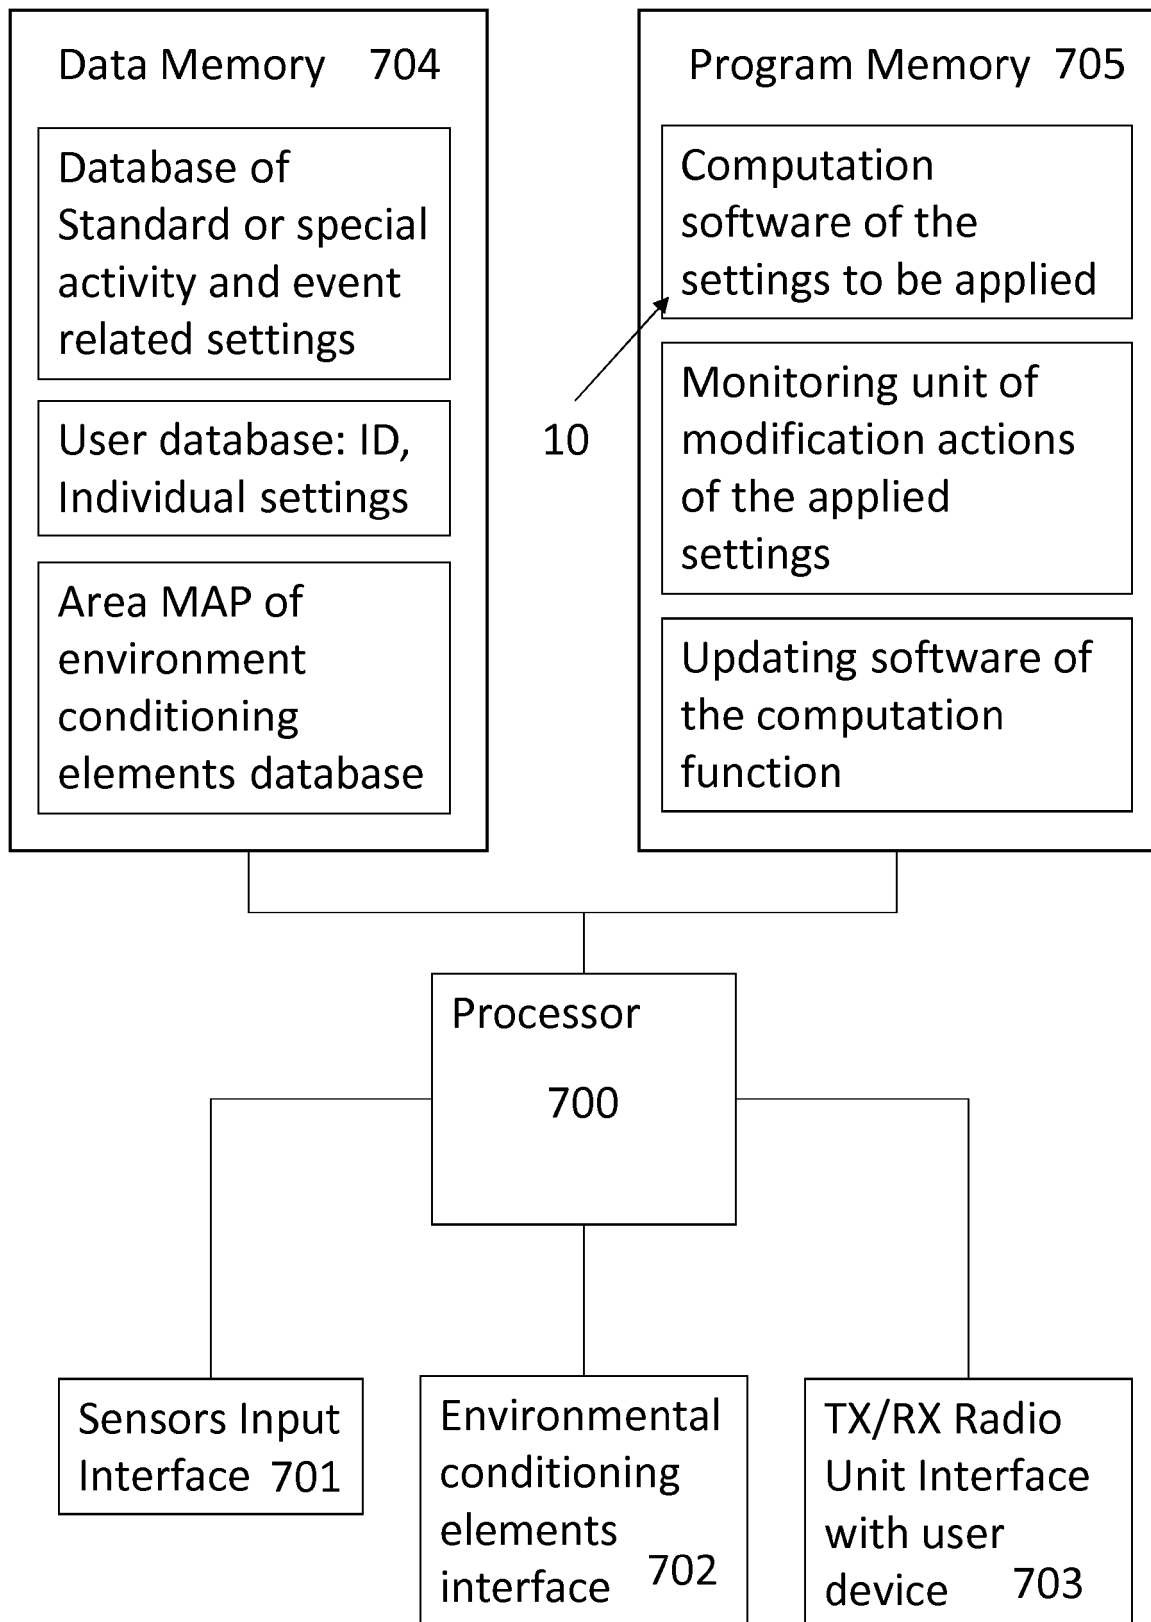 Data Memory 704
Database of
Standard or special
activity and event
related settings
User database: ID,
Individual settings
Area MAP of
environment
conditioning
elements database
Program Memory 705
Computation
software of the
settings to be applied
10
Monitoring unit of
modification actions
of the applied
settings
Updating software of
the computation
function
Processor
700
Sensors Input
Interface 701
Environmental
conditioning
elements
interface 702
TX/RX Radio
Unit Interface
with user
device 703